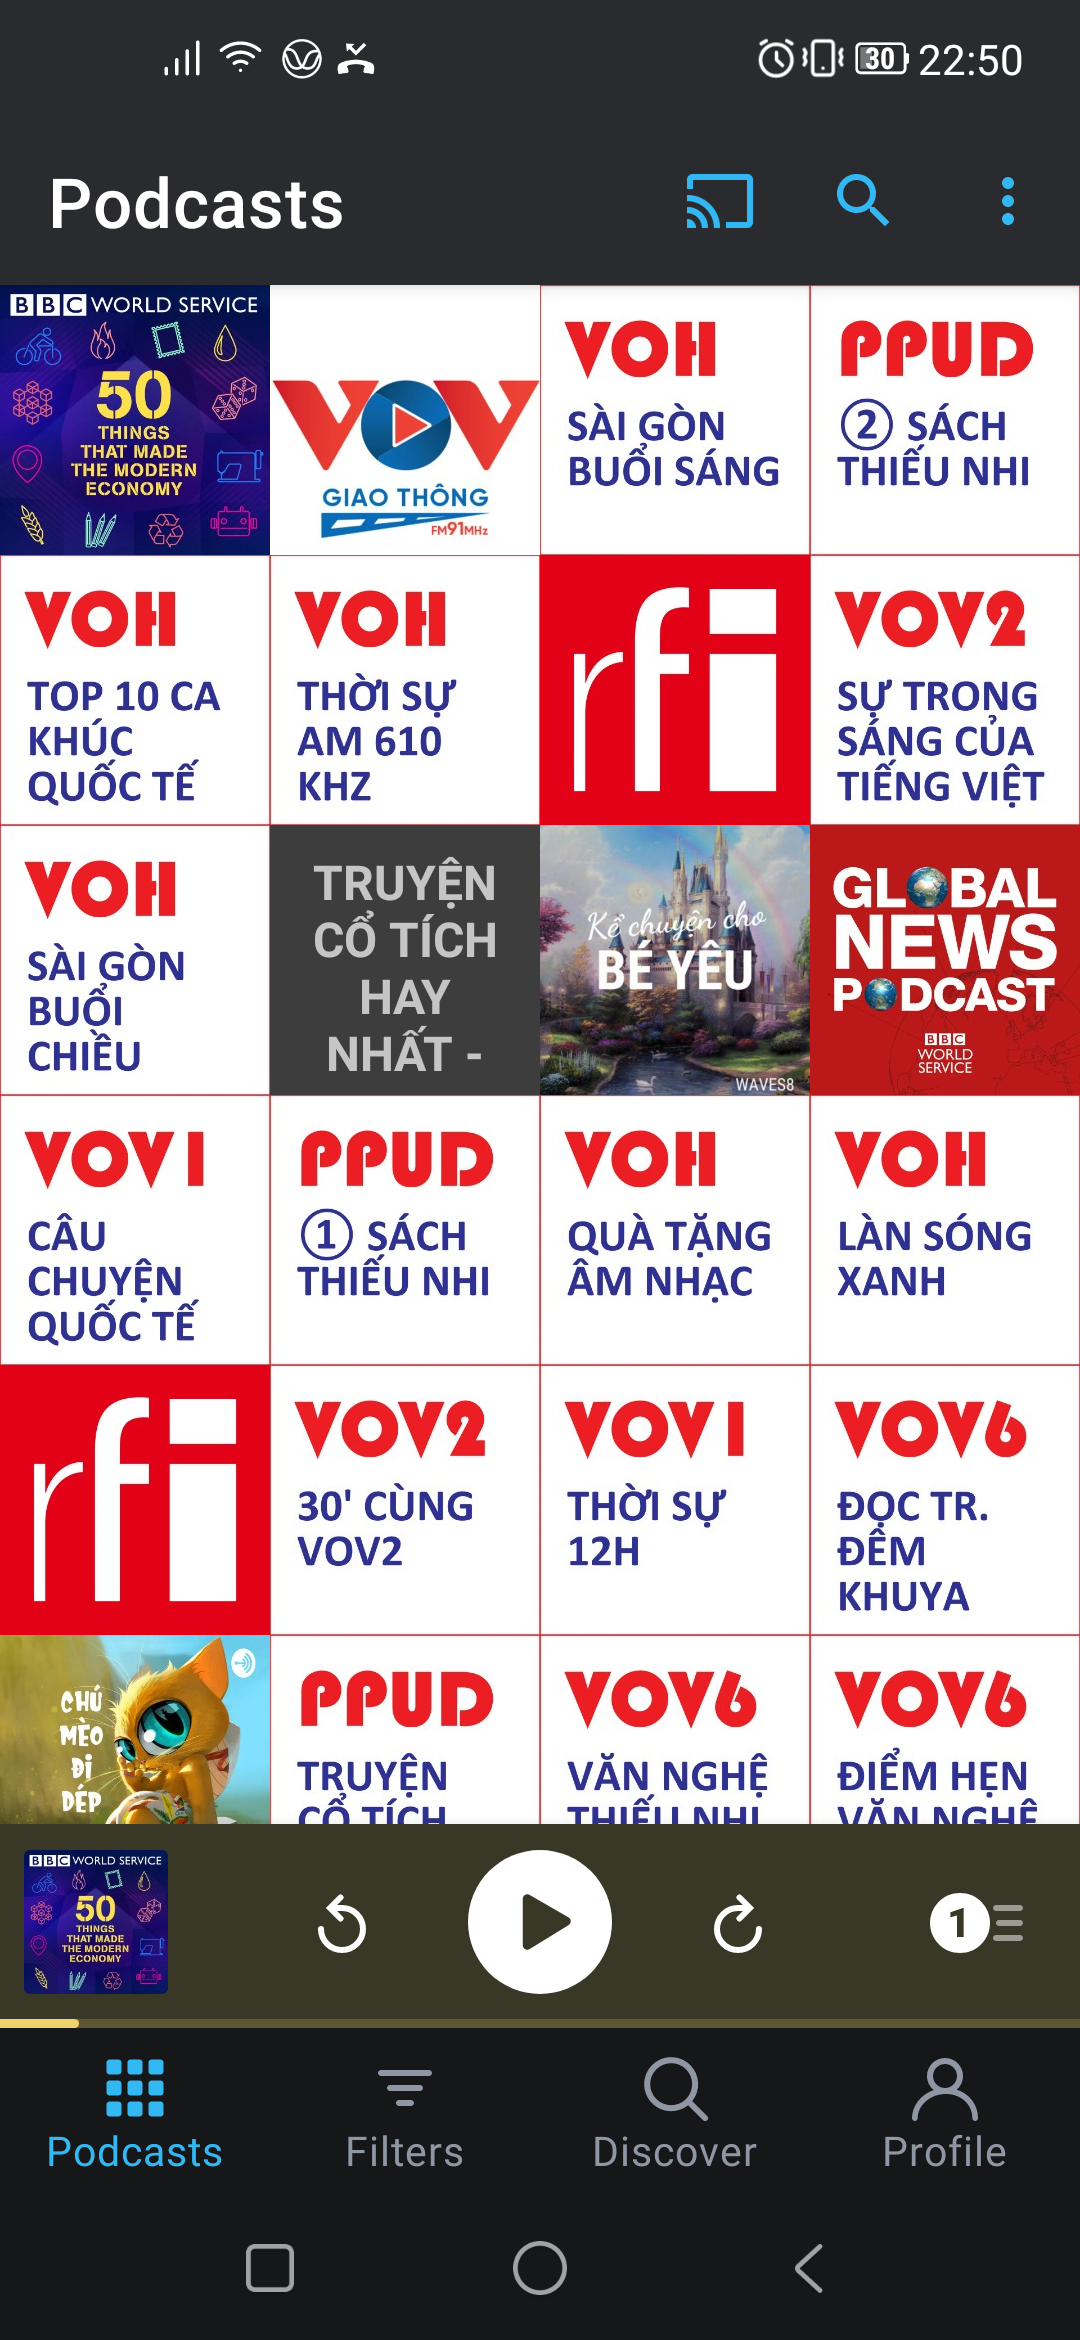 30 22:50
Podcasts
BBC WORLD SERVICE
50
THINGS
THAT MADE
THE MODERN
ECONOMY
VOV
GIAO THÔNG
FM91MHz
VOH
SÀI GÒN
BUỔI SÁNG
PPUD
② SÁCH
THIẾU NHI
VOH
TOP 10 CA
KHÚC
QUỐC TẾ
VOH
THỜI SỰ
AM 610
KHZ
rfi
VOV2
SỰ TRONG
SÁNG CỦA
TIẾNG VIỆT
VOH
SÀI GÒN
BUỔI
CHIỀU
TRUYỆN
CỔ TÍCH
HAY
NHẤT -
Kể chuyện cho
BÉ YÊU
WAVES8
GLOBAL
NEWS
PODCAST
BBC
WORLD
SERVICE
VOV1
CÂU
CHUYỆN
QUỐC TẾ
PPUD
① SÁCH
THIẾU NHI
VOH
QUÀ TẶNG
ÂM NHẠC
VOH
LÀN SÓNG
XANH
rfi
VOV2
30' CÙNG
VOV2
VOV1
THỜI SỰ
12H
VOV6
ĐỌC TR.
ĐÊM
KHUYA
CHÚ
MÈO
ĐI
DÉP
PPUD
TRUYỆN
CỔ TÍCH
VOV6
VĂN NGHỆ
THIẾU NHI
VOV6
ĐIỂM HẸN
VĂN NGHỆ
BBC WORLD SERVICE
50
THINGS
THAT MADE
THE MODERN
ECONOMY
1
Podcasts
Filters
Discover
Profile